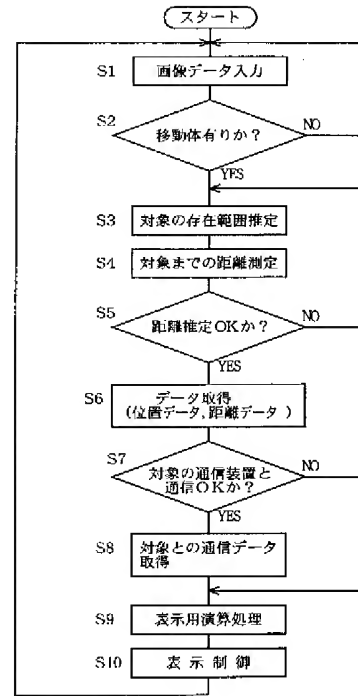 スタート
S1
画像データ入力
S2
移動体有りか?
NO
YES
S3
対象の存在範囲推定
S4
対象までの距離測定
S5
距離推定OKか?
NO
YES
S6
データ取得
(位置データ,距離データ)
S7
対象の通信装置と
通信OKか?
NO
YES
S8
対象との通信データ
取得
S9
表示用演算処理
S10
表示制御